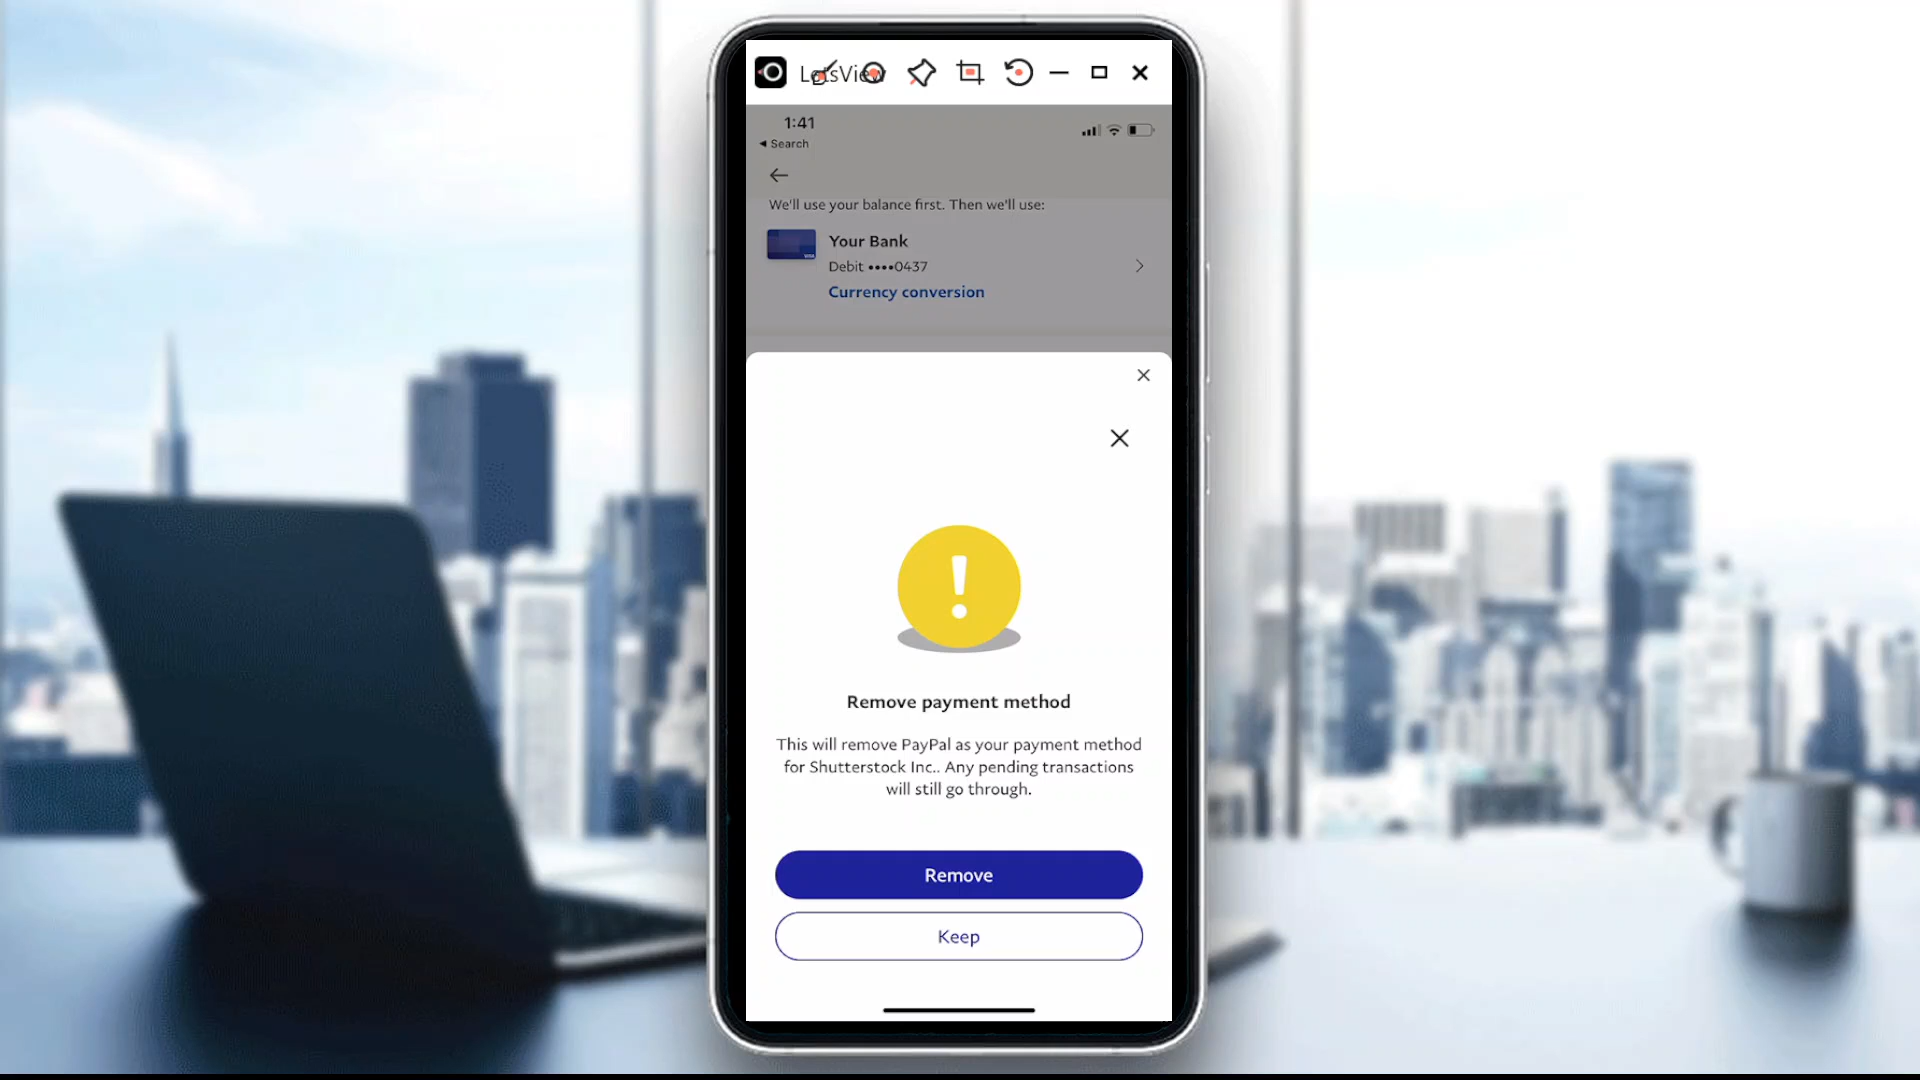 LetsView
1:41
◄ Search
We'll use your balance first. Then we'll use:
Your Bank
VISA
Debit ••••0437
Currency conversion
Remove payment method
This will remove PayPal as your payment method
for Shutterstock Inc.. Any pending transactions
will still go through.
Remove
Keep